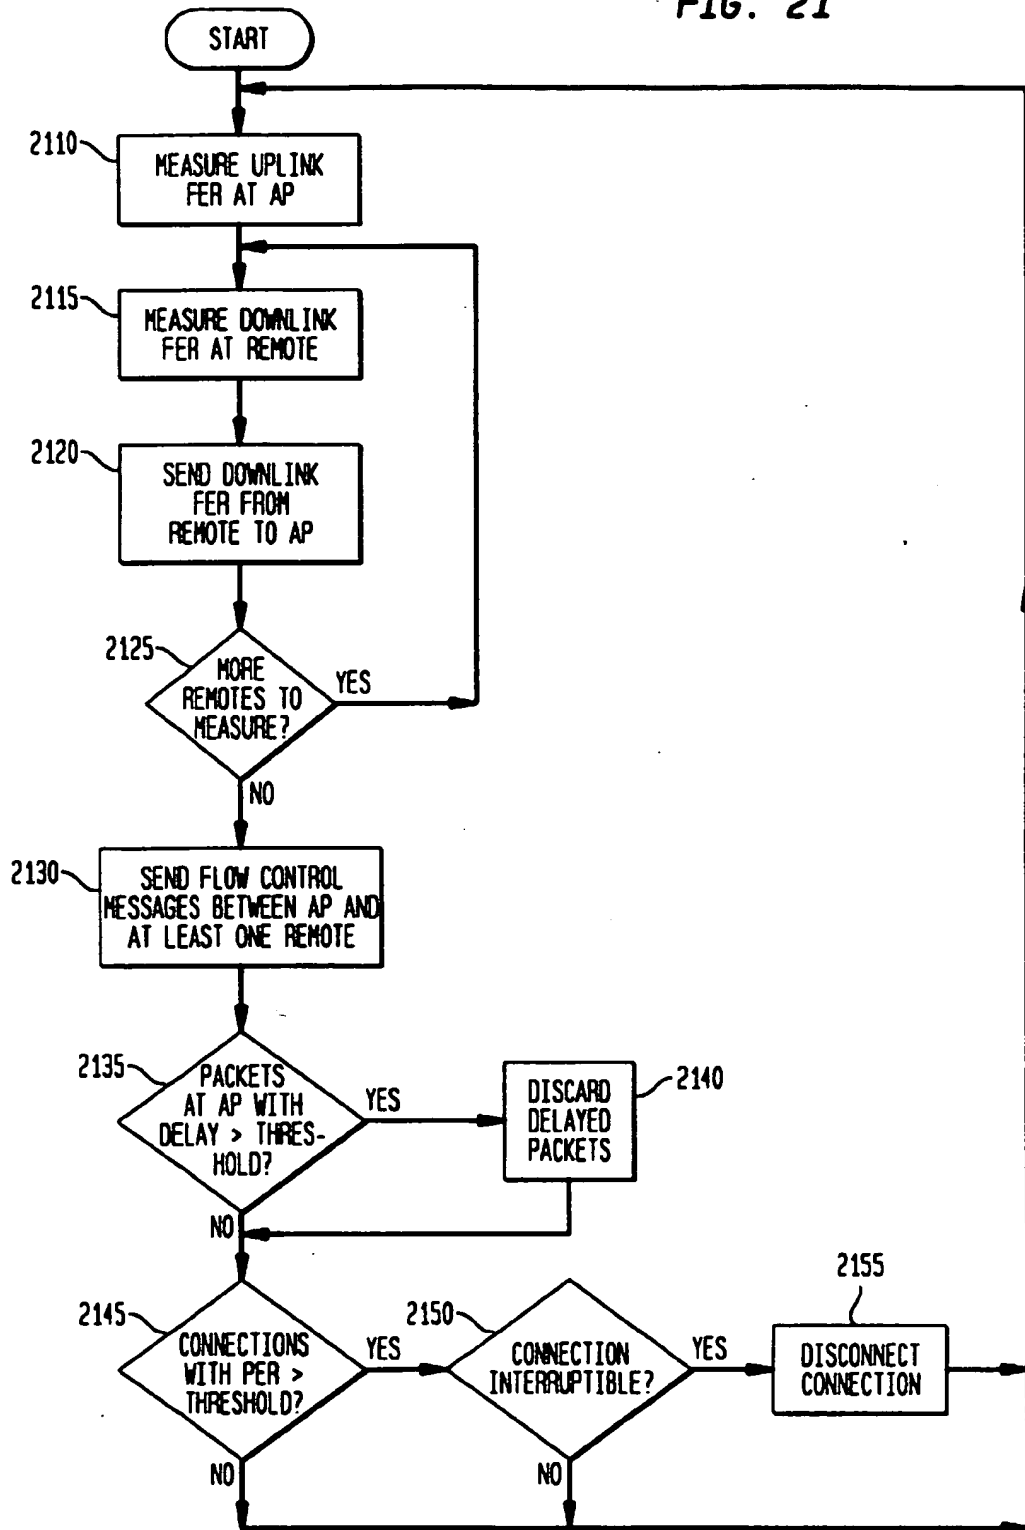 FIG. 21
START
2110
MEASURE UPLINK
FER AT AP
2115
MEASURE DOWNLINK
FER AT REMOTE
2120
SEND DOWNLINK
FER FROM
REMOTE TO AP
2125
MORE
REMOTES TO
MEASURE?
YES
NO
2130
SEND FLOW CONTROL
MESSAGES BETWEEN AP AND
AT LEAST ONE REMOTE
2135
PACKETS
AT AP WITH
DELAY > THRES-
HOLD?
YES
DISCARD
DELAYED
PACKETS
2140
NO
2145
CONNECTIONS
WITH PER >
THRESHOLD?
YES
2150
CONNECTION
INTERRUPTIBLE?
YES
2155
DISCONNECT
CONNECTION
NO
NO